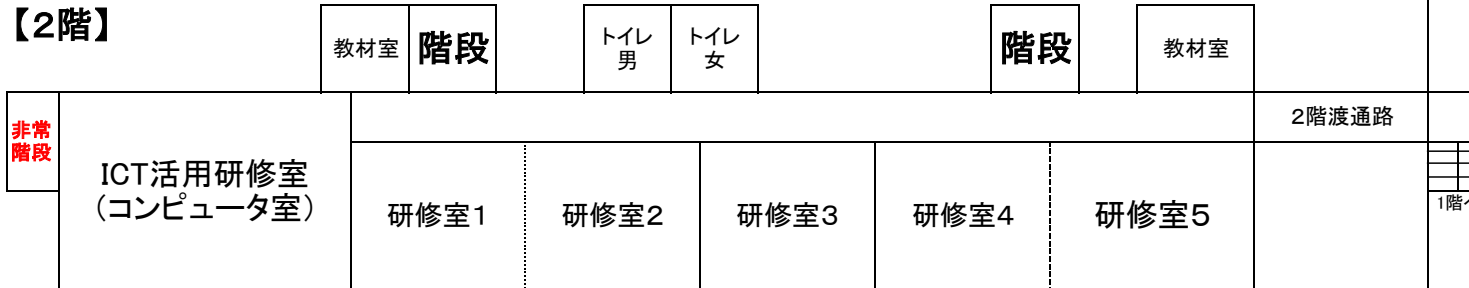 【２階】
教材室
階段
トイレ
男
トイレ
女
階段
教材室
非常
階段
ICT活用研修室
（コンピュータ室）
２階渡通路
研修室１
研修室２
研修室３
研修室４
研修室５
1階へ